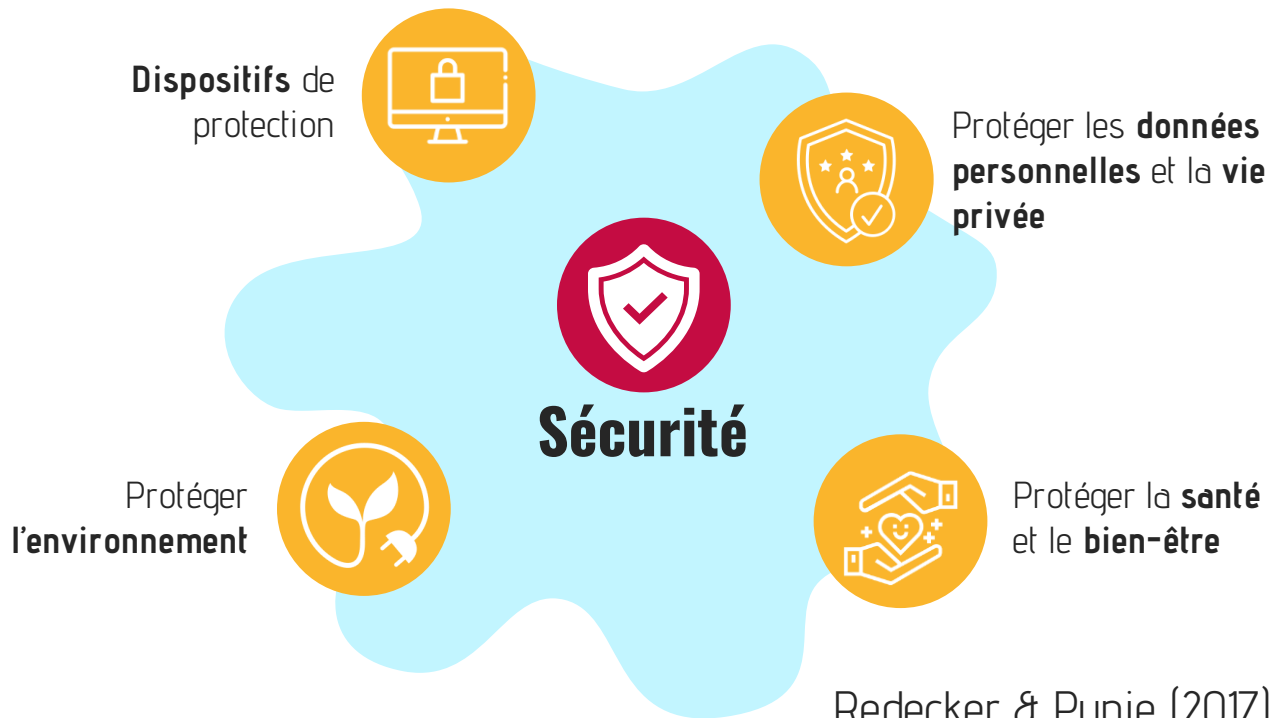 Dispositifs de
protection
Protéger les données
personnelles et la vie
privée
Sécurité
Protéger
l'environnement
Protéger la santé
et le bien-être
Redecker & Punie (2017)